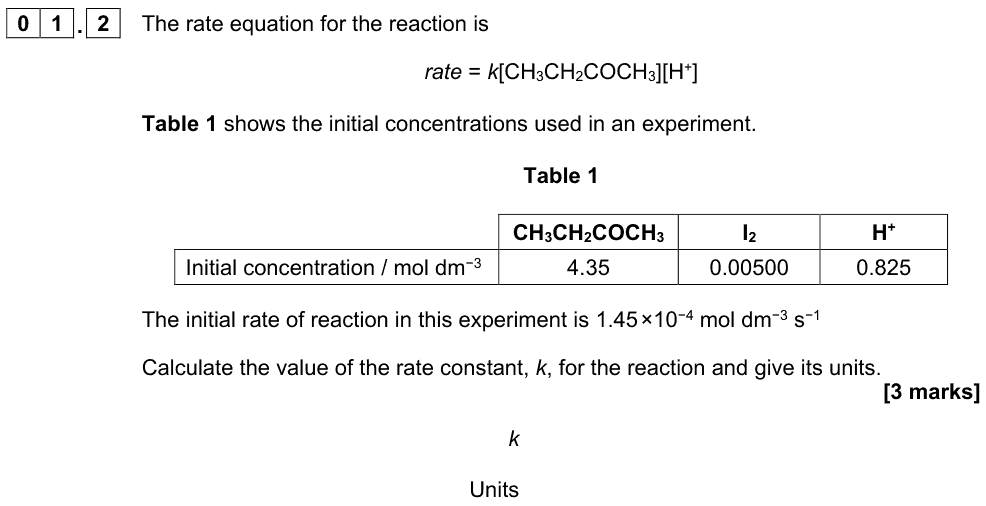 0 1 . 2 The rate equation for the reaction is
rate = k[CH₃CH₂COCH₃][H⁺]
Table 1 shows the initial concentrations used in an experiment.
Table 1
CH₃CH₂COCH₃ I₂ H⁺
Initial concentration / mol dm⁻³ 4.35 0.00500 0.825
The initial rate of reaction in this experiment is 1.45×10⁻⁴ mol dm⁻³ s⁻¹
Calculate the value of the rate constant, k, for the reaction and give its units.
[3 marks]
k
Units